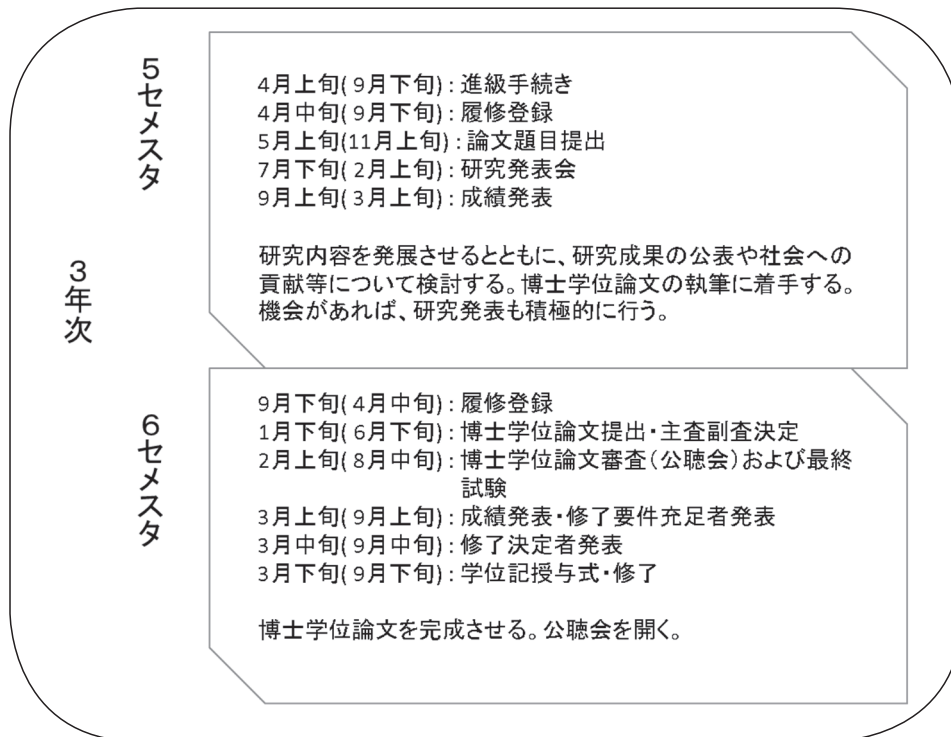 3年次
5セメスタ
4月上旬(9月下旬):進級手続き
4月中旬(9月下旬):履修登録
5月上旬(11月上旬):論文題目提出
7月下旬(2月上旬):研究発表会
9月上旬(3月上旬):成績発表
研究内容を発展させるとともに、研究成果の公表や社会への
貢献等について検討する。博士学位論文の執筆に着手する。
機会があれば、研究発表も積極的に行う。
6セメスタ
9月下旬(4月中旬):履修登録
1月下旬(6月下旬):博士学位論文提出・主査副査決定
2月上旬(8月中旬):博士学位論文審査(公聴会)および最終
試験
3月上旬(9月上旬):成績発表・修了要件充足者発表
3月中旬(9月中旬):修了決定者発表
3月下旬(9月下旬):学位記授与式・修了
博士学位論文を完成させる。公聴会を開く。